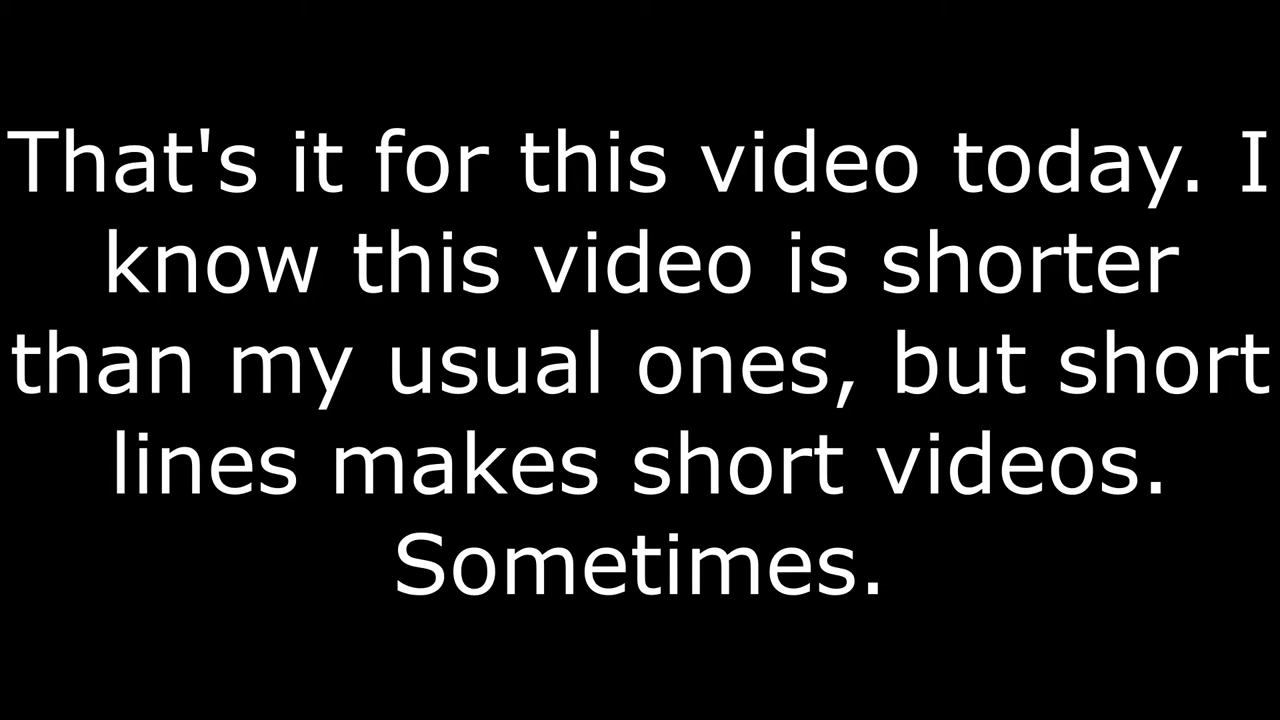 That's it for this video today. I
know this video is shorter
than my usual ones, but short
lines makes short videos.
Sometimes.